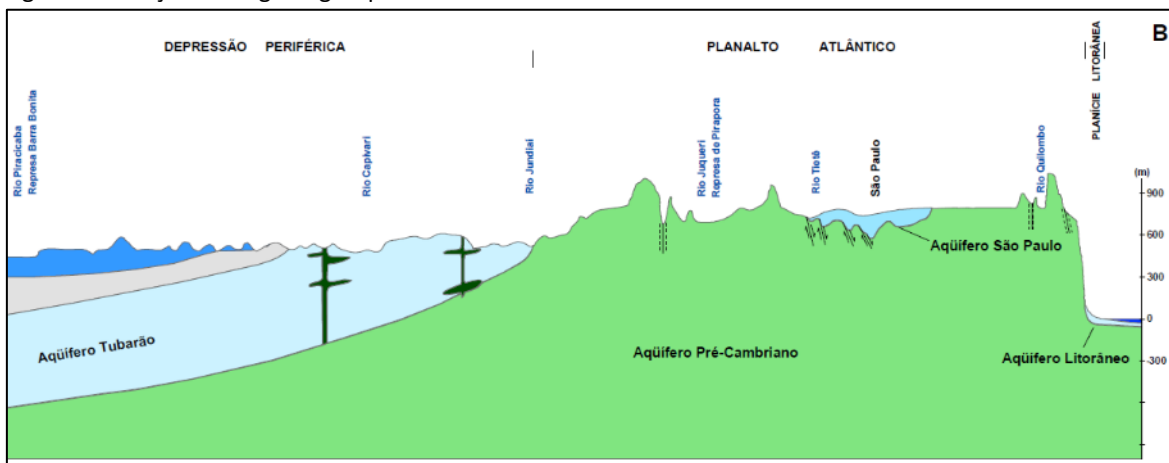 DEPRESSÃO PERIFÉRICA
PLANALTO ATLÂNTICO
PLANÍCIE LITORÂNEA
B
Rio Piracicaba
Represa Barra Bonita
Rio Capivari
Rio Jundiaí
Rio Juqueri
Represa de Pirapora
Rio Tietê
São Paulo
Rio Quilombo
(m)
900
600
300
0
-300
Aqüífero São Paulo
Aqüífero Tubarão
Aqüífero Pré-Cambriano
Aqüífero Litorâneo